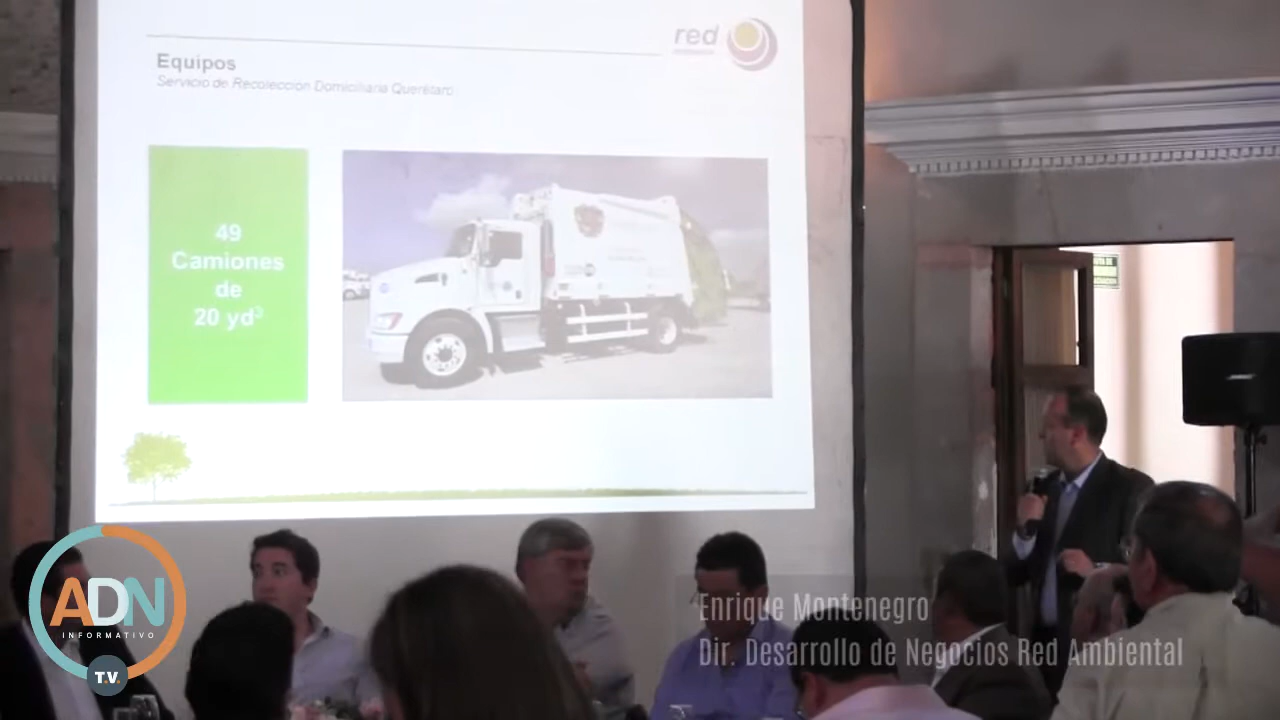 red
Equipos
Servicio de Recolección Domiciliaria Querétaro
49
Camiones
de
20 yd³
ADN
INFORMATIVO
T.V.
Enrique Montenegro
Dir. Desarrollo de Negocios Red Ambiental